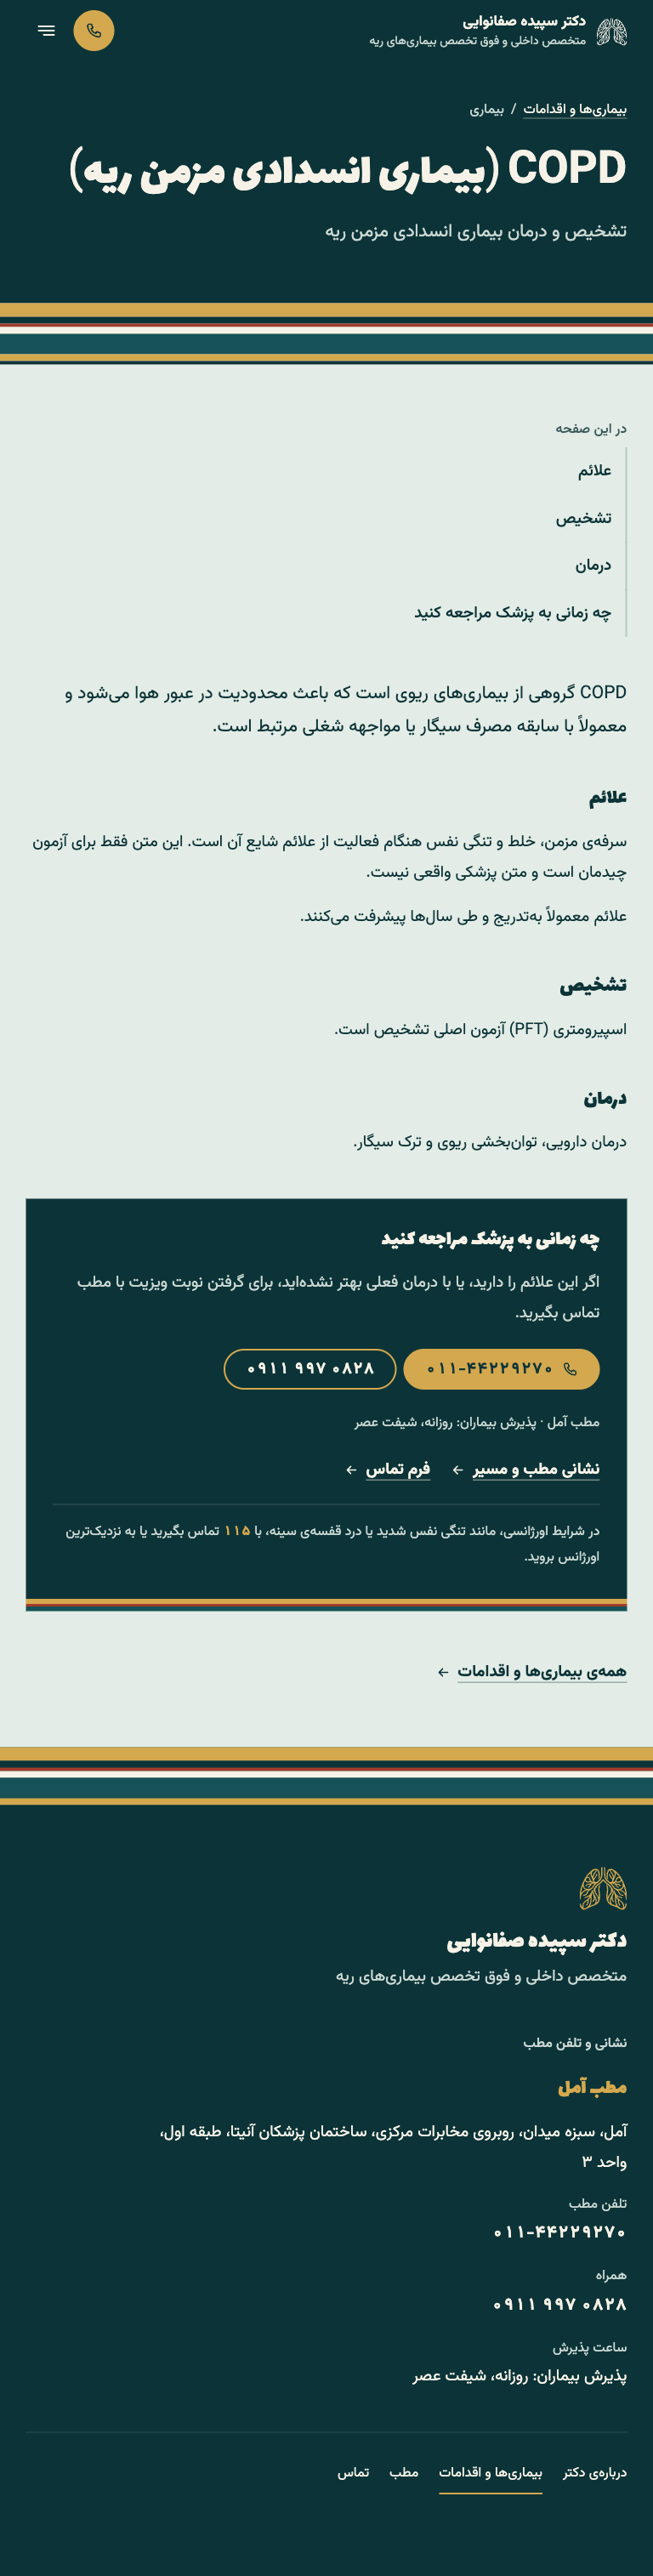 دکتر سپیده صفانوایی
متخصص داخلی و فوق تخصص بیماری‌های ریه
بیماری‌ها و اقدامات / بیماری
COPD (بیماری انسدادی مزمن ریه)
تشخیص و درمان بیماری انسدادی مزمن ریه
در این صفحه
علائم
تشخیص
درمان
چه زمانی به پزشک مراجعه کنید
COPD گروهی از بیماری‌های ریوی است که باعث محدودیت در عبور هوا می‌شود و
معمولاً با سابقه مصرف سیگار یا مواجهه شغلی مرتبط است.
علائم
سرفه‌ی مزمن، خلط و تنگی نفس هنگام فعالیت از علائم شایع آن است. این متن فقط برای آزمون
چیدمان است و متن پزشکی واقعی نیست.
علائم معمولاً به‌تدریج و طی سال‌ها پیشرفت می‌کنند.
تشخیص
اسپیرومتری (PFT) آزمون اصلی تشخیص است.
درمان
درمان دارویی، توان‌بخشی ریوی و ترک سیگار.
چه زمانی به پزشک مراجعه کنید
اگر این علائم را دارید، یا با درمان فعلی بهتر نشده‌اید، برای گرفتن نوبت ویزیت با مطب
تماس بگیرید.
۰۱۱-۴۴۲۲۹۲۷۰
۰۹۱۱ ۹۹۷ ۰۸۲۸
مطب آمل · پذیرش بیماران: روزانه، شیفت عصر
نشانی مطب و مسیر ←
فرم تماس ←
در شرایط اورژانسی، مانند تنگی نفس شدید یا درد قفسه‌ی سینه، با ۱۱۵ تماس بگیرید یا به نزدیک‌ترین
اورژانس بروید.
همه‌ی بیماری‌ها و اقدامات ←
دکتر سپیده صفانوایی
متخصص داخلی و فوق تخصص بیماری‌های ریه
نشانی و تلفن مطب
مطب آمل
آمل، سبزه میدان، روبروی مخابرات مرکزی، ساختمان پزشکان آنیتا، طبقه اول،
واحد ۳
تلفن مطب
۰۱۱-۴۴۲۲۹۲۷۰
همراه
۰۹۱۱ ۹۹۷ ۰۸۲۸
ساعت پذیرش
پذیرش بیماران: روزانه، شیفت عصر
درباره‌ی دکتر
بیماری‌ها و اقدامات
مطب
تماس